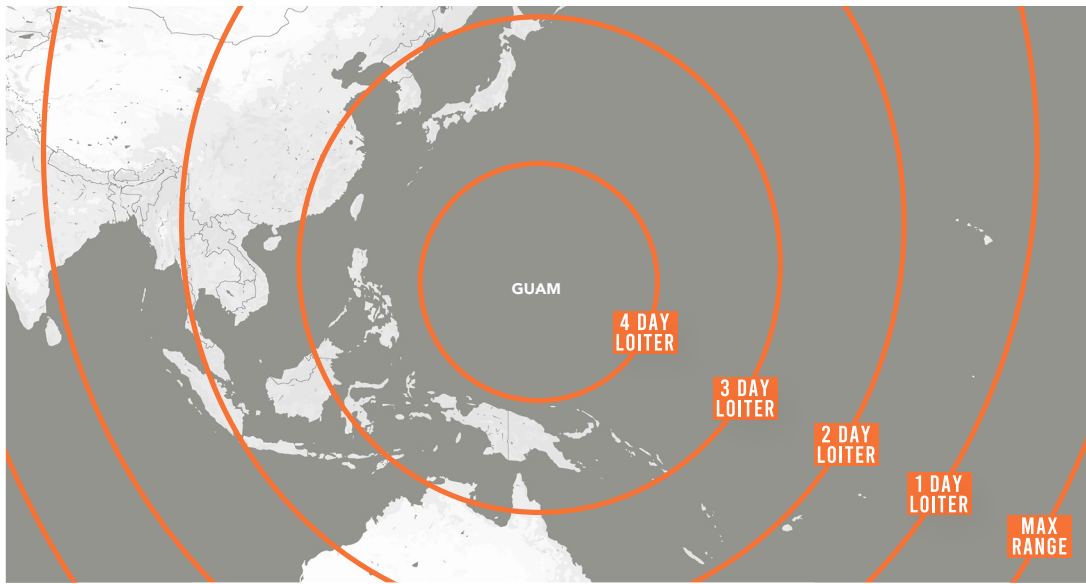 GUAM
4 DAY
LOITER
3 DAY
LOITER
2 DAY
LOITER
1 DAY
LOITER
MAX
RANGE